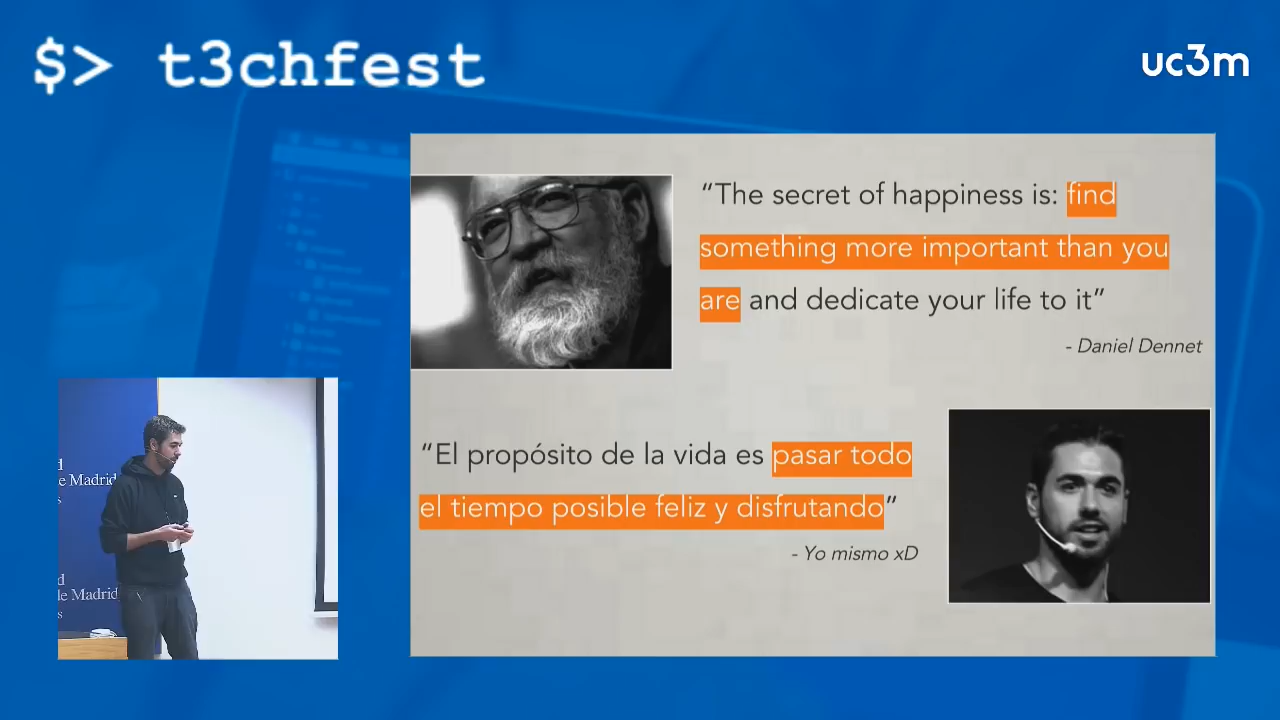 $> t3chfest
uc3m
“The secret of happiness is: find
something more important than you
are and dedicate your life to it”
- Daniel Dennet
“El propósito de la vida es pasar todo
el tiempo posible feliz y disfrutando”
- Yo mismo xD
d
e Madrid
s
d
le Madrid
s